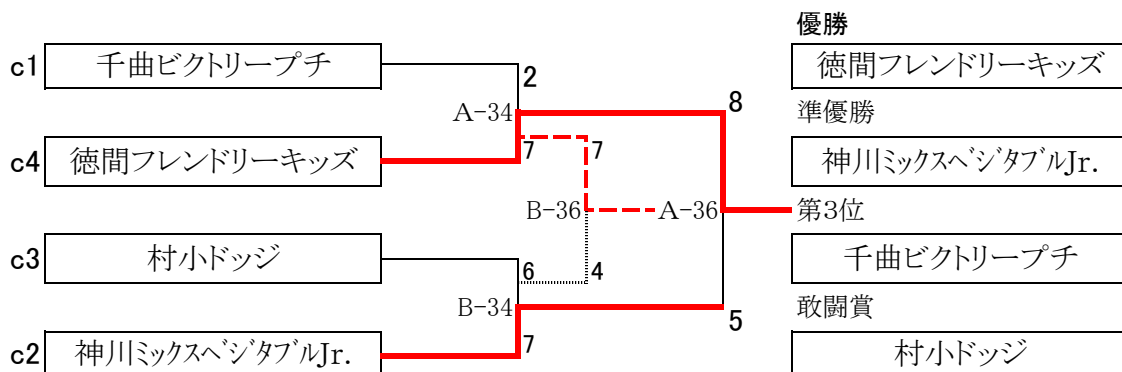 優勝
c1 千曲ビクトリープチ 2 徳間フレンドリーキッズ
A-34 8 準優勝
c4 徳間フレンドリーキッズ 7 7 神川ミックスベジタブルJr.
B-36 A-36 第3位
c3 村小ドッジ 6 4 千曲ビクトリープチ
B-34 5 敢闘賞
c2 神川ミックスベジタブルJr. 7 村小ドッジ